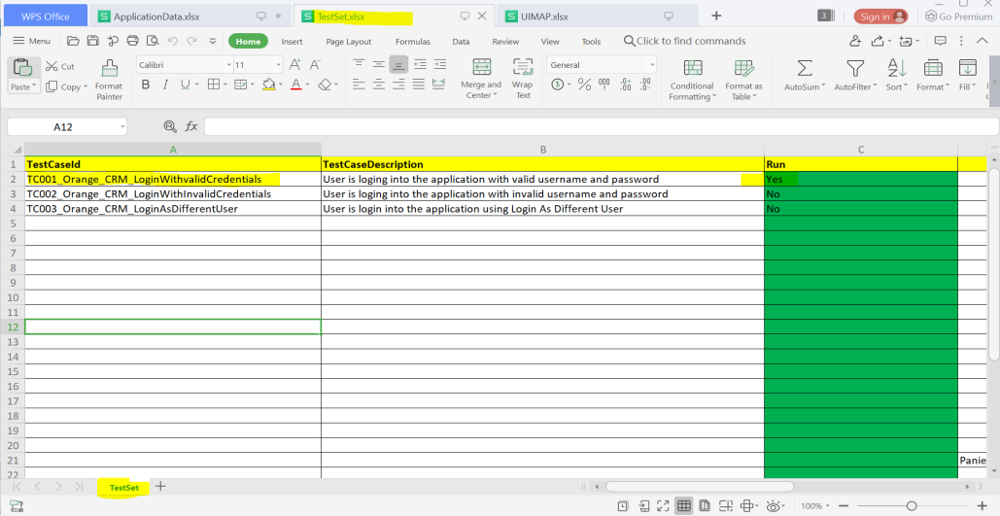 WPS Office ApplicationData.xlsx TestSet.xlsx UIMAP.xlsx 3 Sign in Go Premium
Menu Home Insert Page Layout Formulas Data Review View Tools Click to find commands
Paste Cut Copy Format Painter Calibri 11 A A B I U A Merge and Center Wrap Text General Conditional Formatting Format as Table AutoSum AutoFilter Sort Format Fill
A12 fx
A B C
1 TestCaseId TestCaseDescription Run
2 TC001_Orange_CRM_LoginWithvalidCredentials User is loging into the application with valid username and password Yes
3 TC002_Orange_CRM_LoginWithInvalidCredentials User is loging into the application with invalid username and password No
4 TC003_Orange_CRM_LoginAsDifferentUser User is login into the application using Login As Different User No
5
6
7
8
9
10
11
12
13
14
15
16
17
18
19
20
21 Panie
22
TestSet
100%